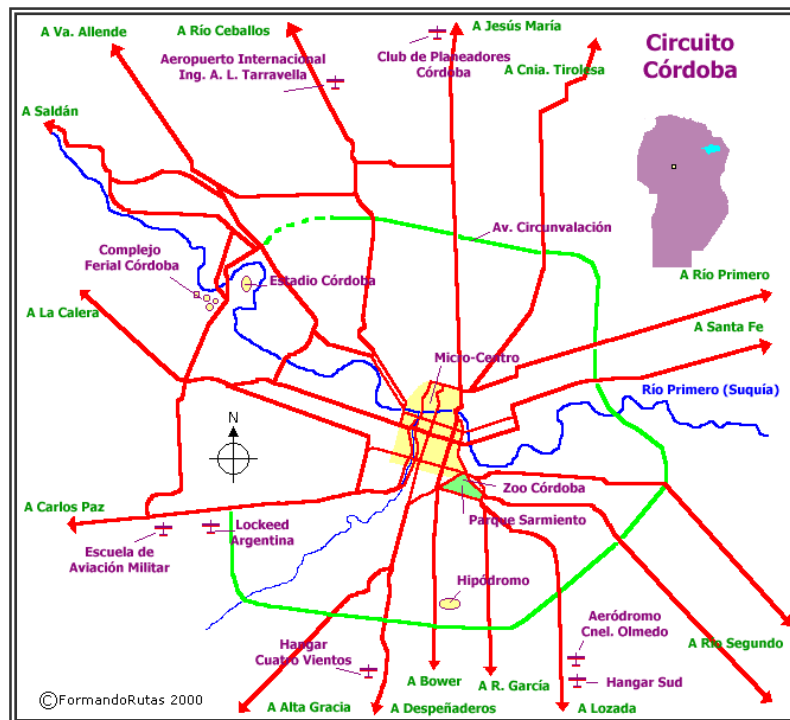 A Va. Allende
A Río Ceballos
A Jesús María
Circuito
Córdoba
Aeropuerto Internacional
Ing. A. L. Tarravella
Club de Planeadores
Córdoba
A Cnia. Tirolesa
A Saldán
Av. Circunvalación
Complejo
Ferial Córdoba
Estadio Córdoba
A Río Primero
A La Calera
A Santa Fe
Micro-Centro
Río Primero (Suquía)
N
Zoo Córdoba
A Carlos Paz
Parque Sarmiento
Lockeed
Argentina
Escuela de
Aviación Militar
Hipódromo
Aeródromo
Cnel. Olmedo
A Río Segundo
Hangar
Cuatro Vientos
A Bower
A R. García
Hangar Sud
©FormandoRutas 2000
A Alta Gracia
A Despeñaderos
A Lozada